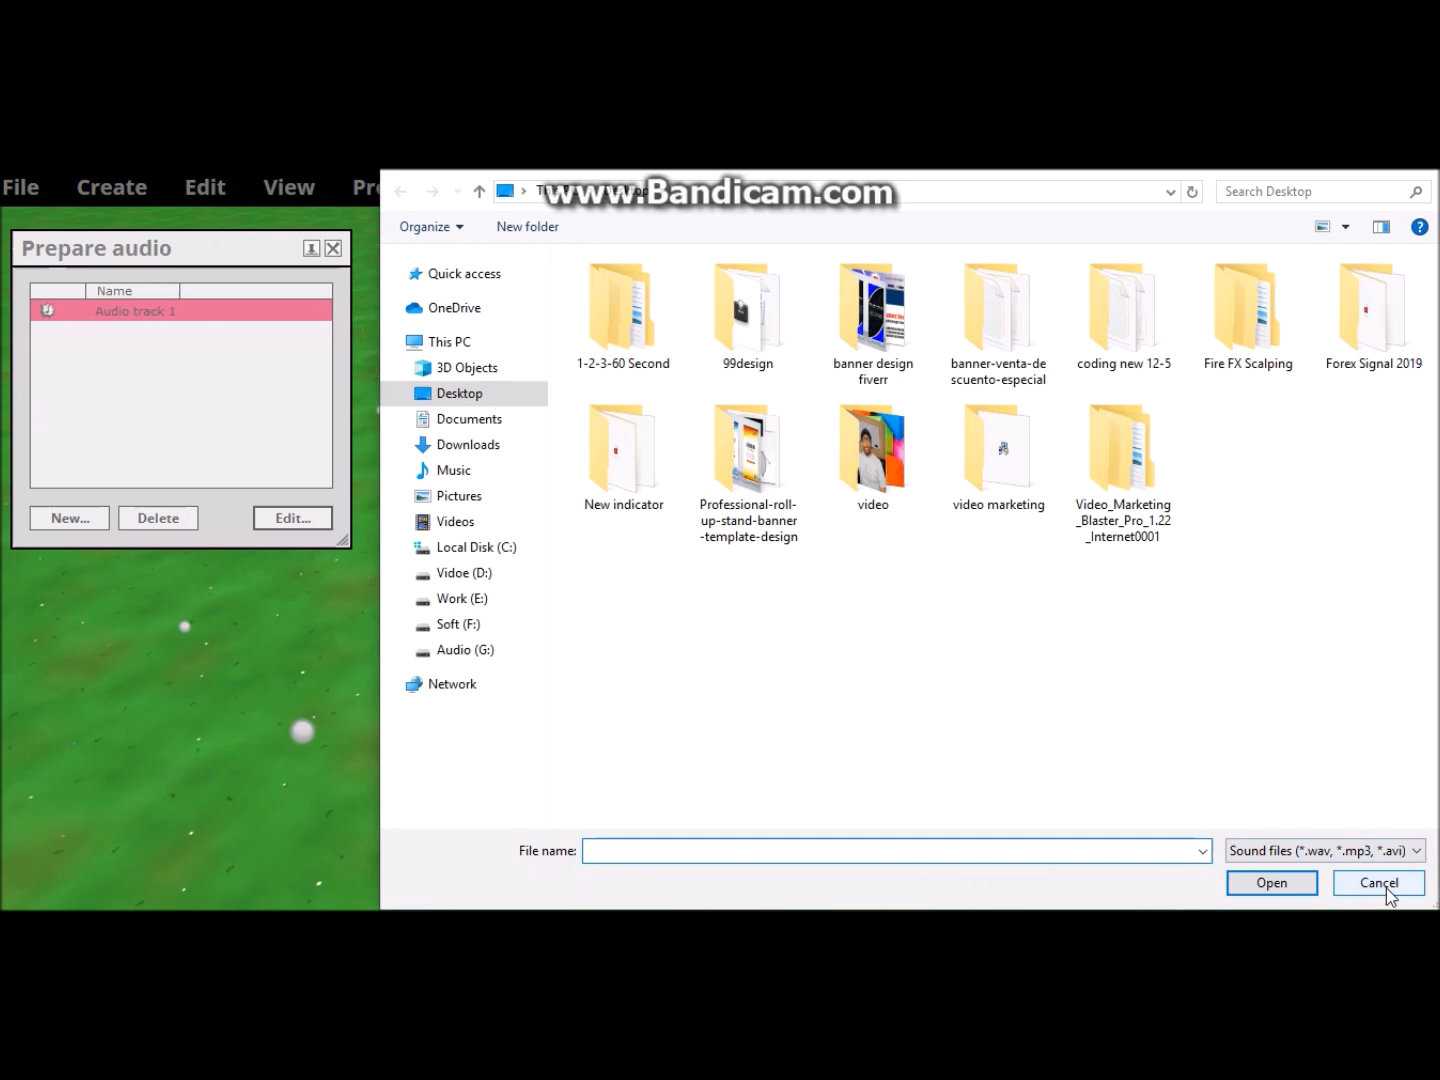 www.Bandicam.com
File Create Edit View
Search Desktop
Organize New folder
Prepare audio
Name
Audio track 1
New... Delete Edit...
Quick access
OneDrive
This PC
3D Objects
Desktop
Documents
Downloads
Music
Pictures
Videos
Local Disk (C:)
Vidoe (D:)
Work (E:)
Soft (F:)
Audio (G:)
Network
1-2-3-60 Second
99design
banner design
fiverr
banner-venta-de
scuento-especial
coding new 12-5
Fire FX Scalping
Forex Signal 2019
New indicator
Professional-roll-
up-stand-banner
-template-design
video
video marketing
Video_Marketing
_Blaster_Pro_1.22
_Internet0001
File name:
Sound files (*.wav, *.mp3, *.avi)
Open Cancel